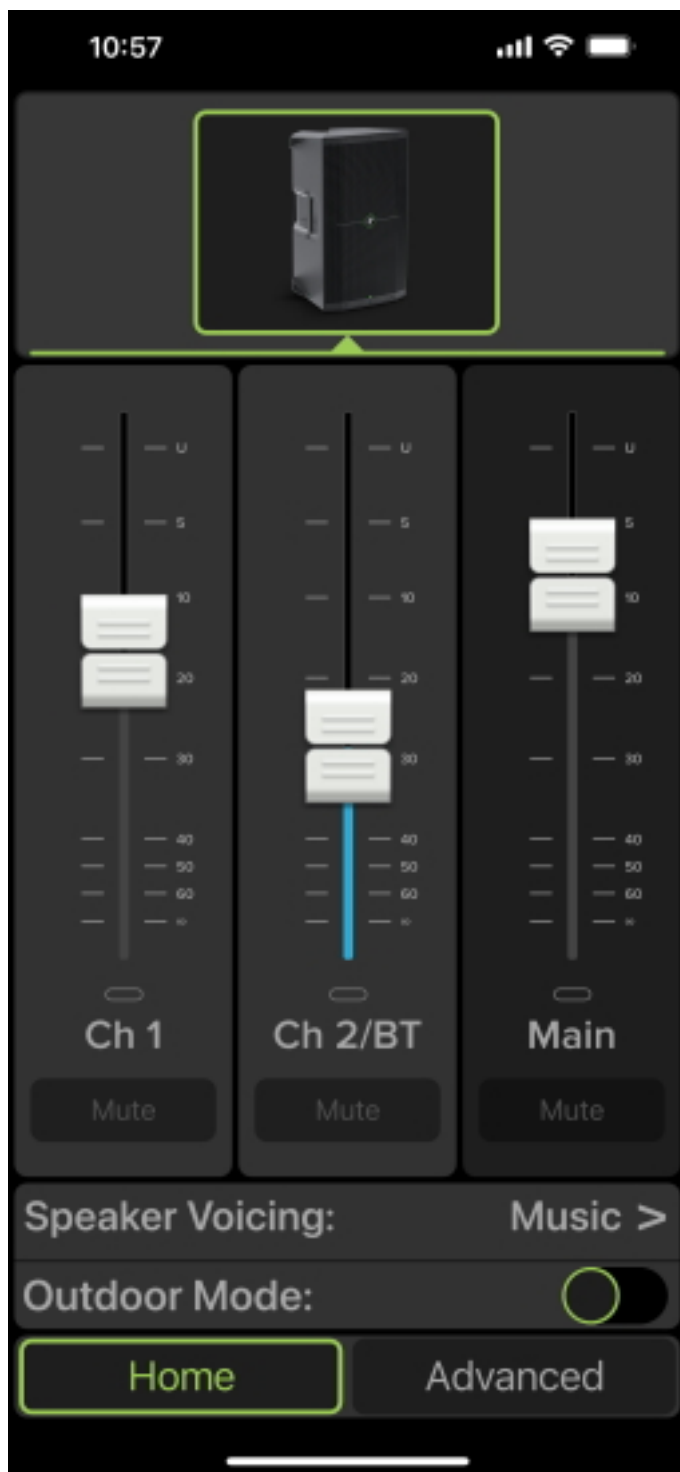 10:57
U U U
5 5 5
10 10 10
20 20 20
30 30 30
40 40 40
50 50 50
60 60 60
∞ ∞ ∞
Ch 1 Ch 2/BT Main
Mute Mute Mute
Speaker Voicing: Music >
Outdoor Mode:
Home Advanced